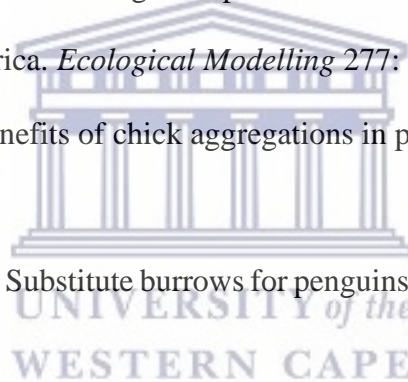 rica. Ecological Modelling 277:
nefits of chick aggregations in p
Substitute burrows for penguins
UNIVERSITY of the
WESTERN CAPE